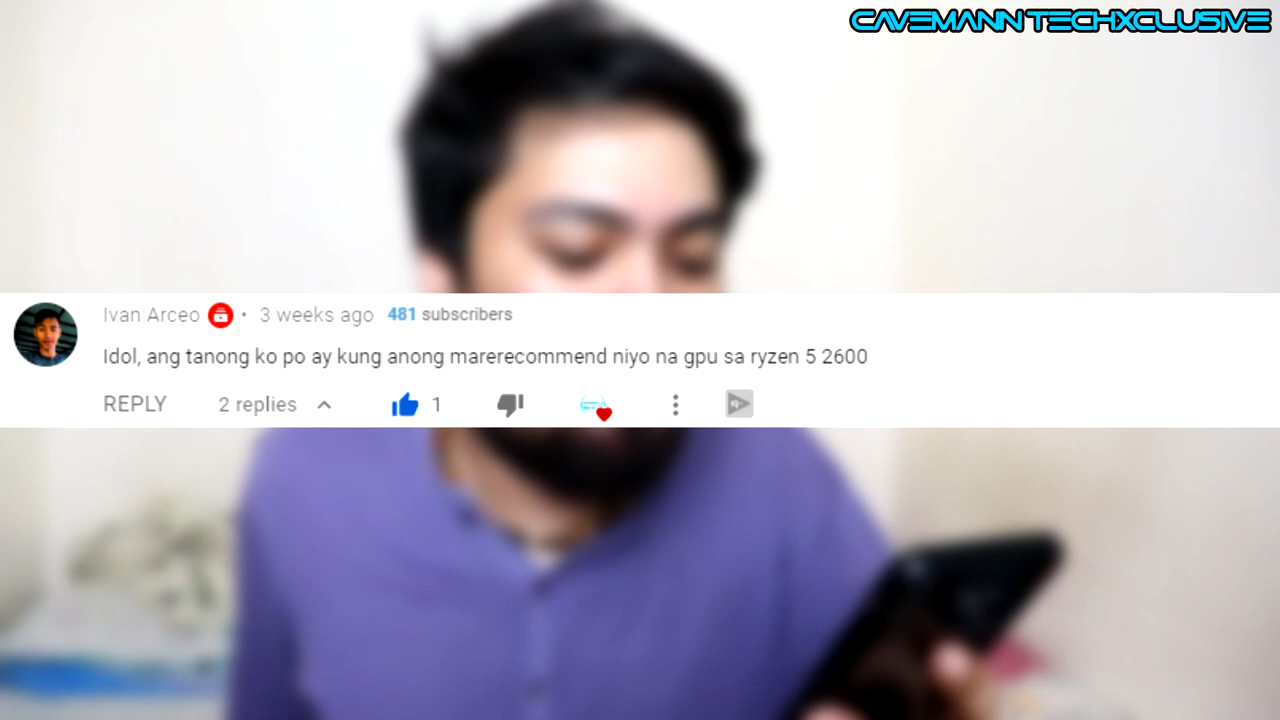 CAVEMANN TECHXCLUSIVE
Ivan Arceo • 3 weeks ago 481 subscribers
Idol, ang tanong ko po ay kung anong marerecommend niyo na gpu sa ryzen 5 2600
REPLY 2 replies 1